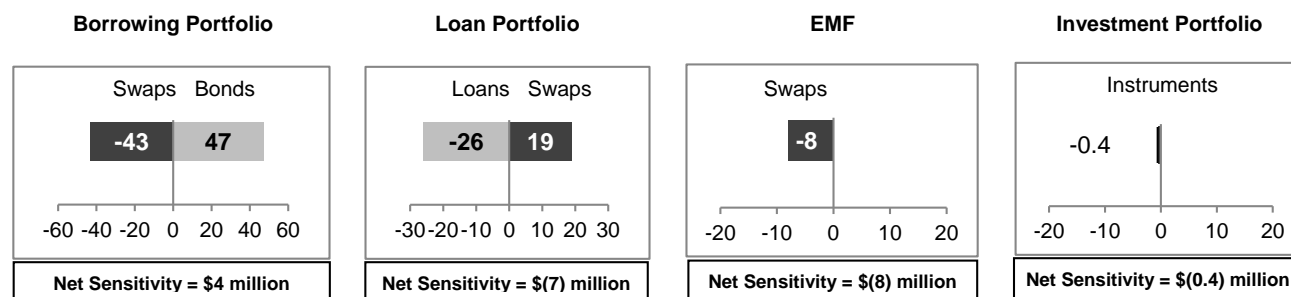 Borrowing Portfolio
Swaps Bonds
-43 47
-60 -40 -20 0 20 40 60
Net Sensitivity = $4 million
Loan Portfolio
Loans Swaps
-26 19
-30 -20 -10 0 10 20 30
Net Sensitivity = $(7) million
EMF
Swaps
-8
-20 -10 0 10 20
Net Sensitivity = $(8) million
Investment Portfolio
Instruments
-0.4
-20 -10 0 10 20
Net Sensitivity = $(0.4) million